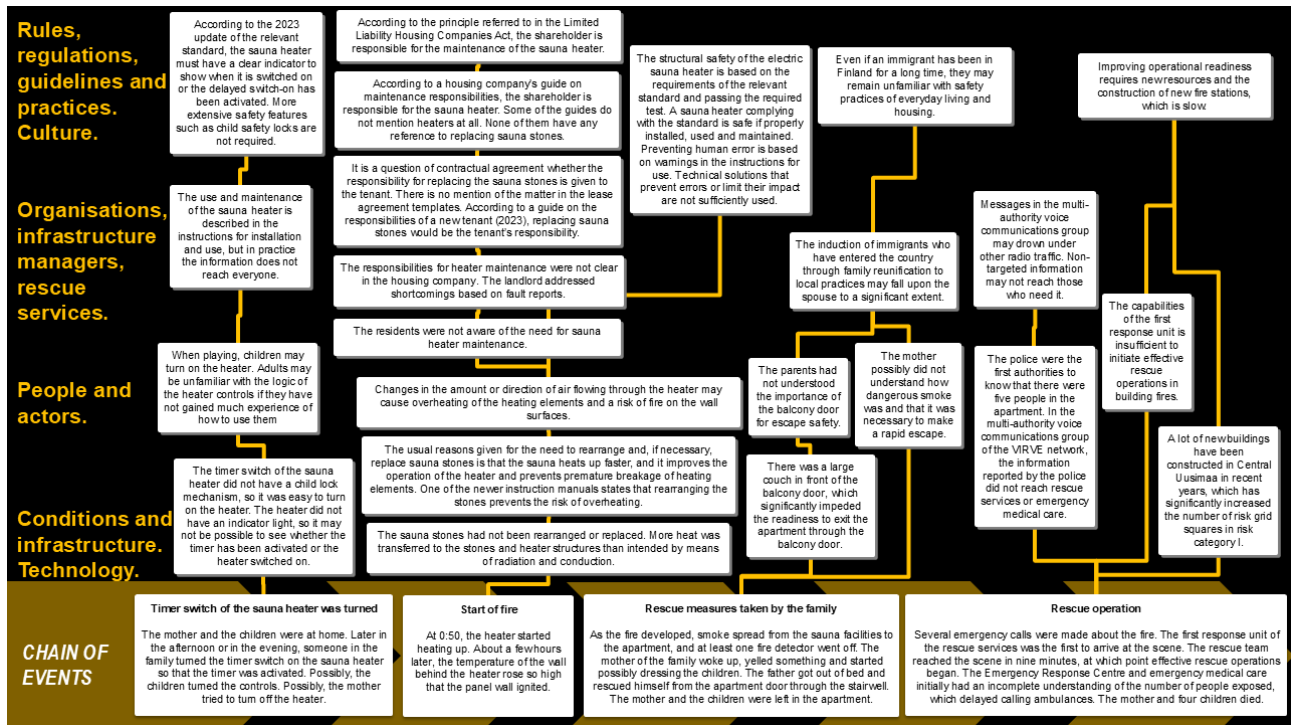 Rules,
regulations,
guidelines and
practices.
Culture.
Organisations,
infrastructure
managers,
rescue
services.
People and
actors.
Conditions and
infrastructure.
Technology.
According to the 2023
update of the relevant
standard, the sauna heater
must have a clear indicator to
show when it is switched on
or the delayed switch-on has
been activated. More
extensive safety features
such as child safety locks are
not required.
The use and maintenance
of the sauna heater is
described in the
instructions for installation
and use, but in practice
the information does not
reach everyone.
When playing, children may
turn on the heater. Adults may
be unfamiliar with the logic of
the heater controls if they have
not gained much experience of
how to use them
The timer switch of the sauna
heater did not have a child lock
mechanism, so it was easy to turn
on the heater. The heater did not
have an indicator light, so it may
not be possible to see whether the
timer has been activated or the
heater switched on.
According to the principle referred to in the Limited
Liability Housing Companies Act, the shareholder is
responsible for the maintenance of the sauna heater.
According to a housing company's guide on
maintenance responsibilities, the shareholder is
responsible for the sauna heater. Some of the guides do
not mention heaters at all. None of them have any
reference to replacing sauna stones.
It is a question of contractual agreement whether the
responsibility for replacing the sauna stones is given to
the tenant. There is no mention of the matter in the lease
agreement templates. According to a guide on the
responsibilities of a new tenant (2023), replacing sauna
stones would be the tenant's responsibility.
The responsibilities for heater maintenance were not clear
in the housing company. The landlord addressed
shortcomings based on fault reports.
The residents were not aware of the need for sauna
heater maintenance.
Changes in the amount or direction of air flowing through the heater may
cause overheating of the heating elements and a risk of fire on the wall
surfaces.
The usual reasons given for the need to rearrange and, if necessary,
replace sauna stones is that the sauna heats up faster, and it improves the
operation of the heater and prevents premature breakage of heating
elements. One of the newer instruction manuals states that rearranging the
stones prevents the risk of overheating.
The sauna stones had not been rearranged or replaced. More heat was
transferred to the stones and heater structures than intended by means
of radiation and conduction.
The structural safety of the electric
sauna heater is based on the
requirements of the relevant
standard and passing the required
test. A sauna heater complying
with the standard is safe if properly
installed, used and maintained.
Preventing human error is based
on warnings in the instructions for
use. Technical solutions that
prevent errors or limit their impact
are not sufficiently used.
Even if an immigrant has been
in Finland for a long time, they may
remain unfamiliar with safety
practices of everyday living and
housing.
The induction of immigrants who
have entered the country
through family reunification to
local practices may fall upon the
spouse to a significant extent.
The parents had
not understood
the importance of
the balcony door
for escape safety.
The mother
possibly did not
understand how
dangerous smoke
was and that it was
necessary to make
a rapid escape.
There was a large
couch in front of the
balcony door, which
significantly impeded
the readiness to exit the
apartment through the
balcony door.
Improving operational readiness
requires new resources and the
construction of new fire stations,
which is slow.
Messages in the multi-
authority voice
communications group
may drown under
other radio traffic. Non-
targeted information
may not reach those
who need it.
The police were the
first authorities to
know that there were
five people in the
apartment. In the
multi-authority voice
communications group
of the VIRVE network,
the information
reported by the police
did not reach rescue
services or emergency
medical care.
The capabilities
of the first
response unit is
insufficient to
initiate effective
rescue
operations in
building fires.
A lot of new buildings
have been
constructed in Central
Uusimaa in recent
years, which has
significantly increased
the number of risk grid
squares in risk
category I.
CHAIN OF
EVENTS
Timer switch of the sauna heater was turned
The mother and the children were at home. Later in
the afternoon or in the evening, someone in the
family turned the timer switch on the sauna heater
so that the timer was activated. Possibly, the
children turned the controls. Possibly, the mother
tried to turn off the heater.
Start of fire
At 0:50, the heater started
heating up. About a few hours
later, the temperature of the wall
behind the heater rose so high
that the panel wall ignited.
Rescue measures taken by the family
As the fire developed, smoke spread from the sauna facilities to
the apartment, and at least one fire detector went off. The
mother of the family woke up, yelled something and started
possibly dressing the children. The father got out of bed and
rescued himself from the apartment door through the stairwell.
The mother and the children were left in the apartment.
Rescue operation
Several emergency calls were made about the fire. The first response unit of
the rescue services was the first to arrive at the scene. The rescue team
reached the scene in nine minutes, at which point effective rescue operations
began. The Emergency Response Centre and emergency medical care
initially had an incomplete understanding of the number of people exposed,
which delayed calling ambulances. The mother and four children died.